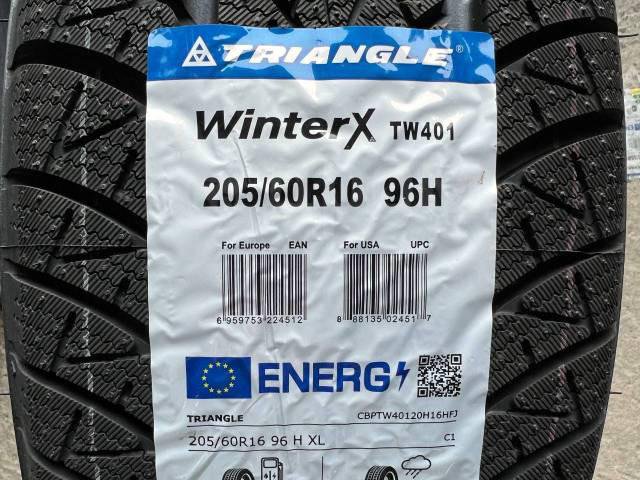 TRIANGLE®
WinterX TW401
205/60R16 96H
For Europe EAN For USA UPC
6 959753 224512 8 88135 02451 7
ENERG
TRIANGLE CBPTW40120H16HFJ
205/60R16 96 H XL C1